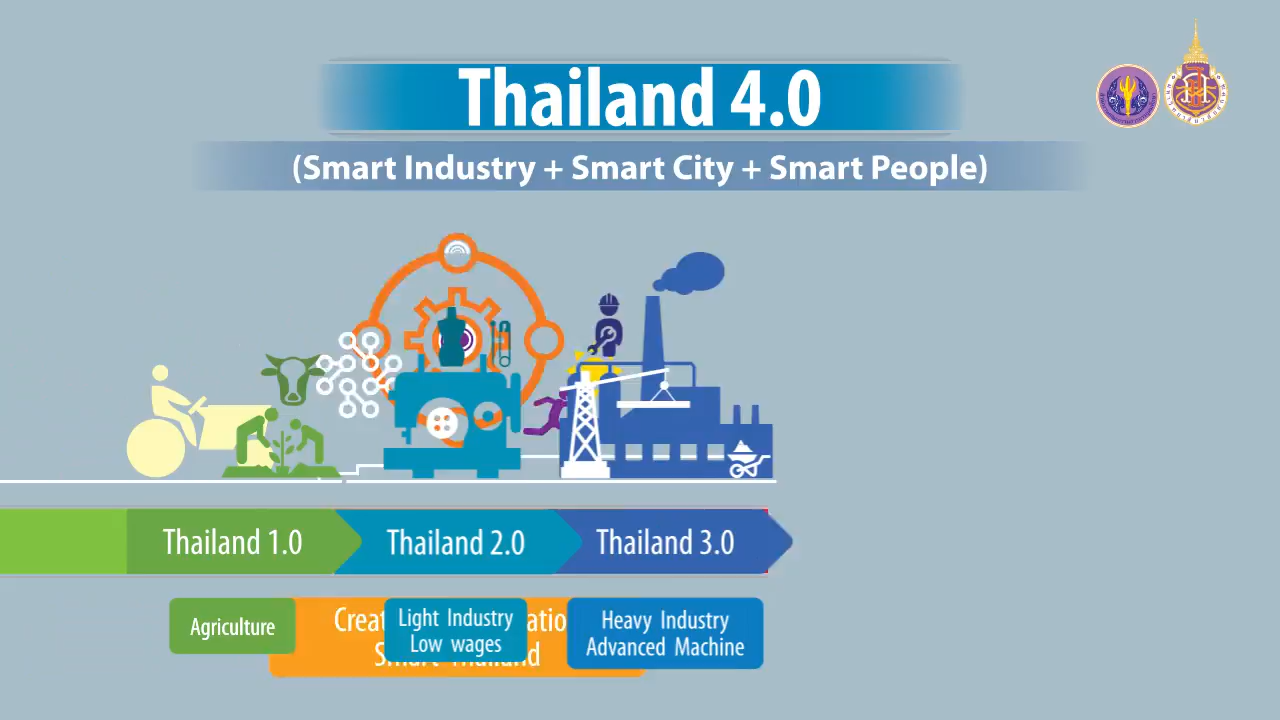 Thailand 4.0
(Smart Industry + Smart City + Smart People)
Thailand 1.0
Thailand 2.0
Thailand 3.0
Agriculture
Light Industry
Low wages
Heavy Industry
Advanced Machine